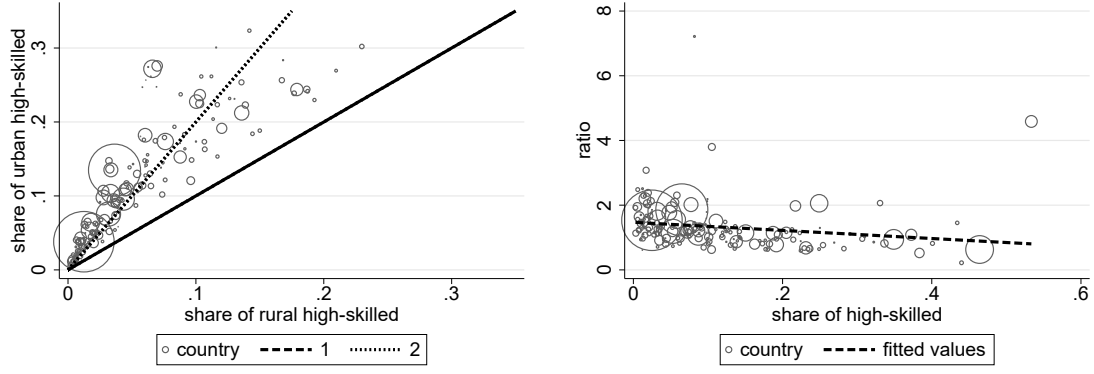 share of urban high-skilled
.3
.2
.1
0
0
.1
.2
.3
share of rural high-skilled
country
1
2
ratio
8
6
4
2
0
0
.2
.4
.6
share of high-skilled
country
fitted values